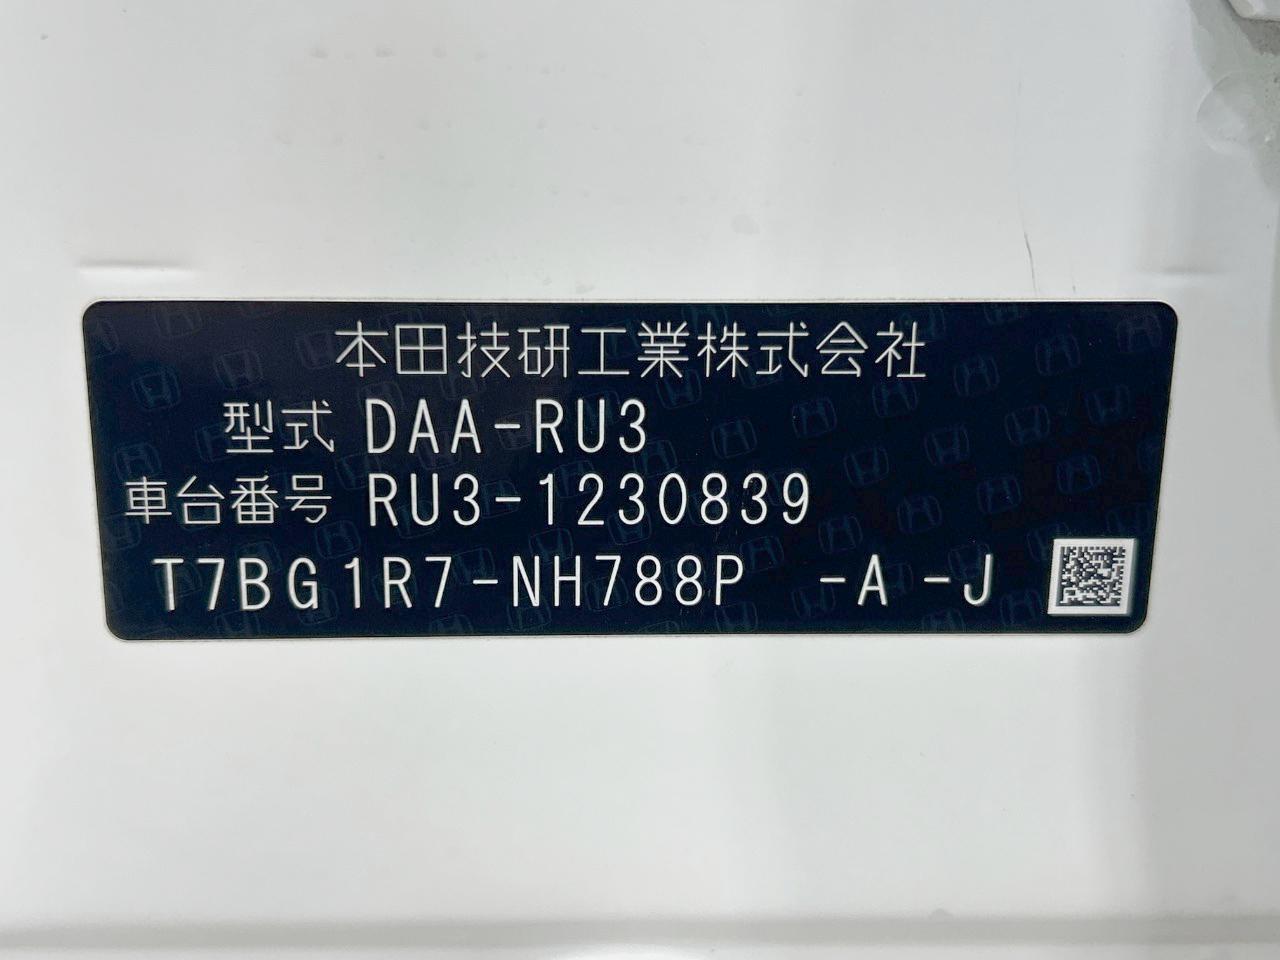 本田技研工業株式会社
型式 DAA-RU3
車台番号 RU3-1230839
T7BG1R7-NH788P -A-J